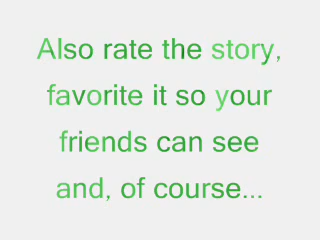 Also rate the story,
favorite it so your
friends can see
and, of course...